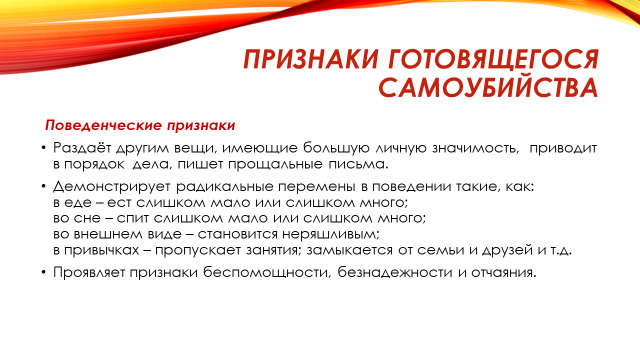 ПРИЗНАКИ ГОТОВЯЩЕГОСЯ
САМОУБИЙСТВА
Поведенческие признаки
• Раздаёт другим вещи, имеющие большую личную значимость, приводит
в порядок дела, пишет прощальные письма.
• Демонстрирует радикальные перемены в поведении такие, как:
в еде – ест слишком мало или слишком много;
во сне – спит слишком мало или слишком много;
во внешнем виде – становится неряшливым;
в привычках – пропускает занятия; замыкается от семьи и друзей и т.д.
• Проявляет признаки беспомощности, безнадежности и отчаяния.